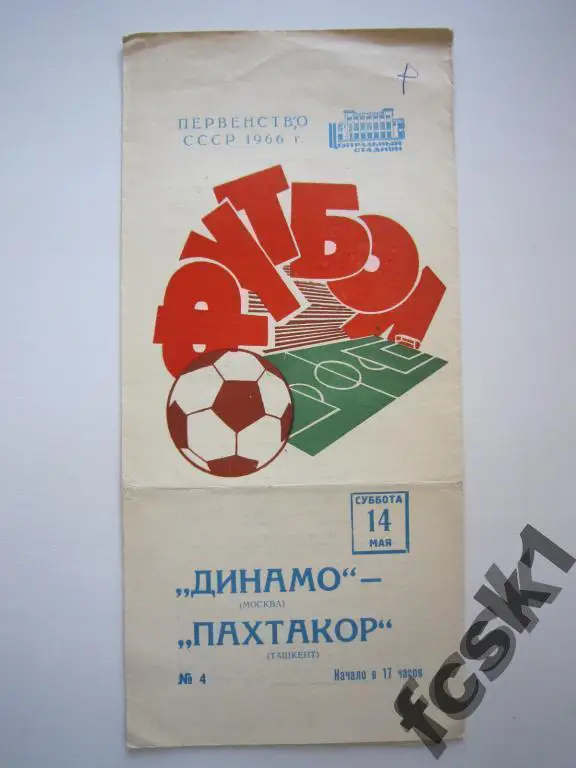 ПЕРВЕНСТВО
СССР 1966 г.
ЦЕНТРАЛЬНЫЙ
СТАДИОН
ФУТБОЛ
СУББОТА
14
МАЯ
„ДИНАМО“ —
(МОСКВА)
„ПАХТАКОР“
(ТАШКЕНТ)
№ 4
Начало в 17 часов
fcsk1